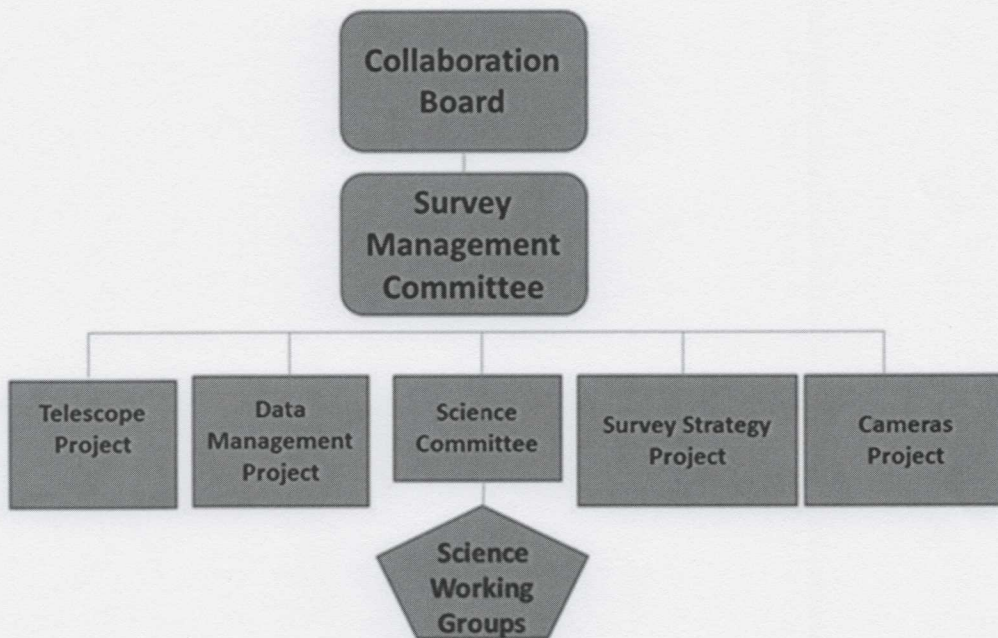 Collaboration
Board
Survey
Management
Committee
Telescope
Project
Data
Management
Project
Science
Committee
Survey Strategy
Project
Cameras
Project
Science
Working
Groups